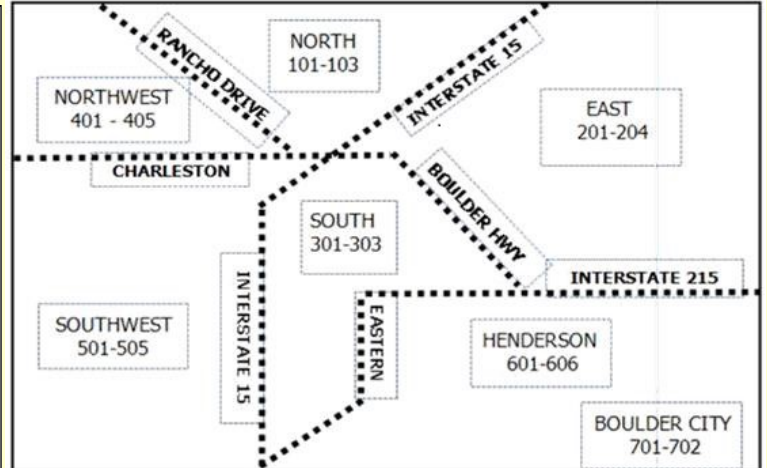 RANCHO DRIVE
NORTH
101-103
INTERSTATE 15
NORTHWEST
401 - 405
EAST
201-204
CHARLESTON
BOULDER HWY
SOUTH
301-303
INTERSTATE 215
INTERSTATE 15
EASTERN
SOUTHWEST
501-505
HENDERSON
601-606
BOULDER CITY
701-702